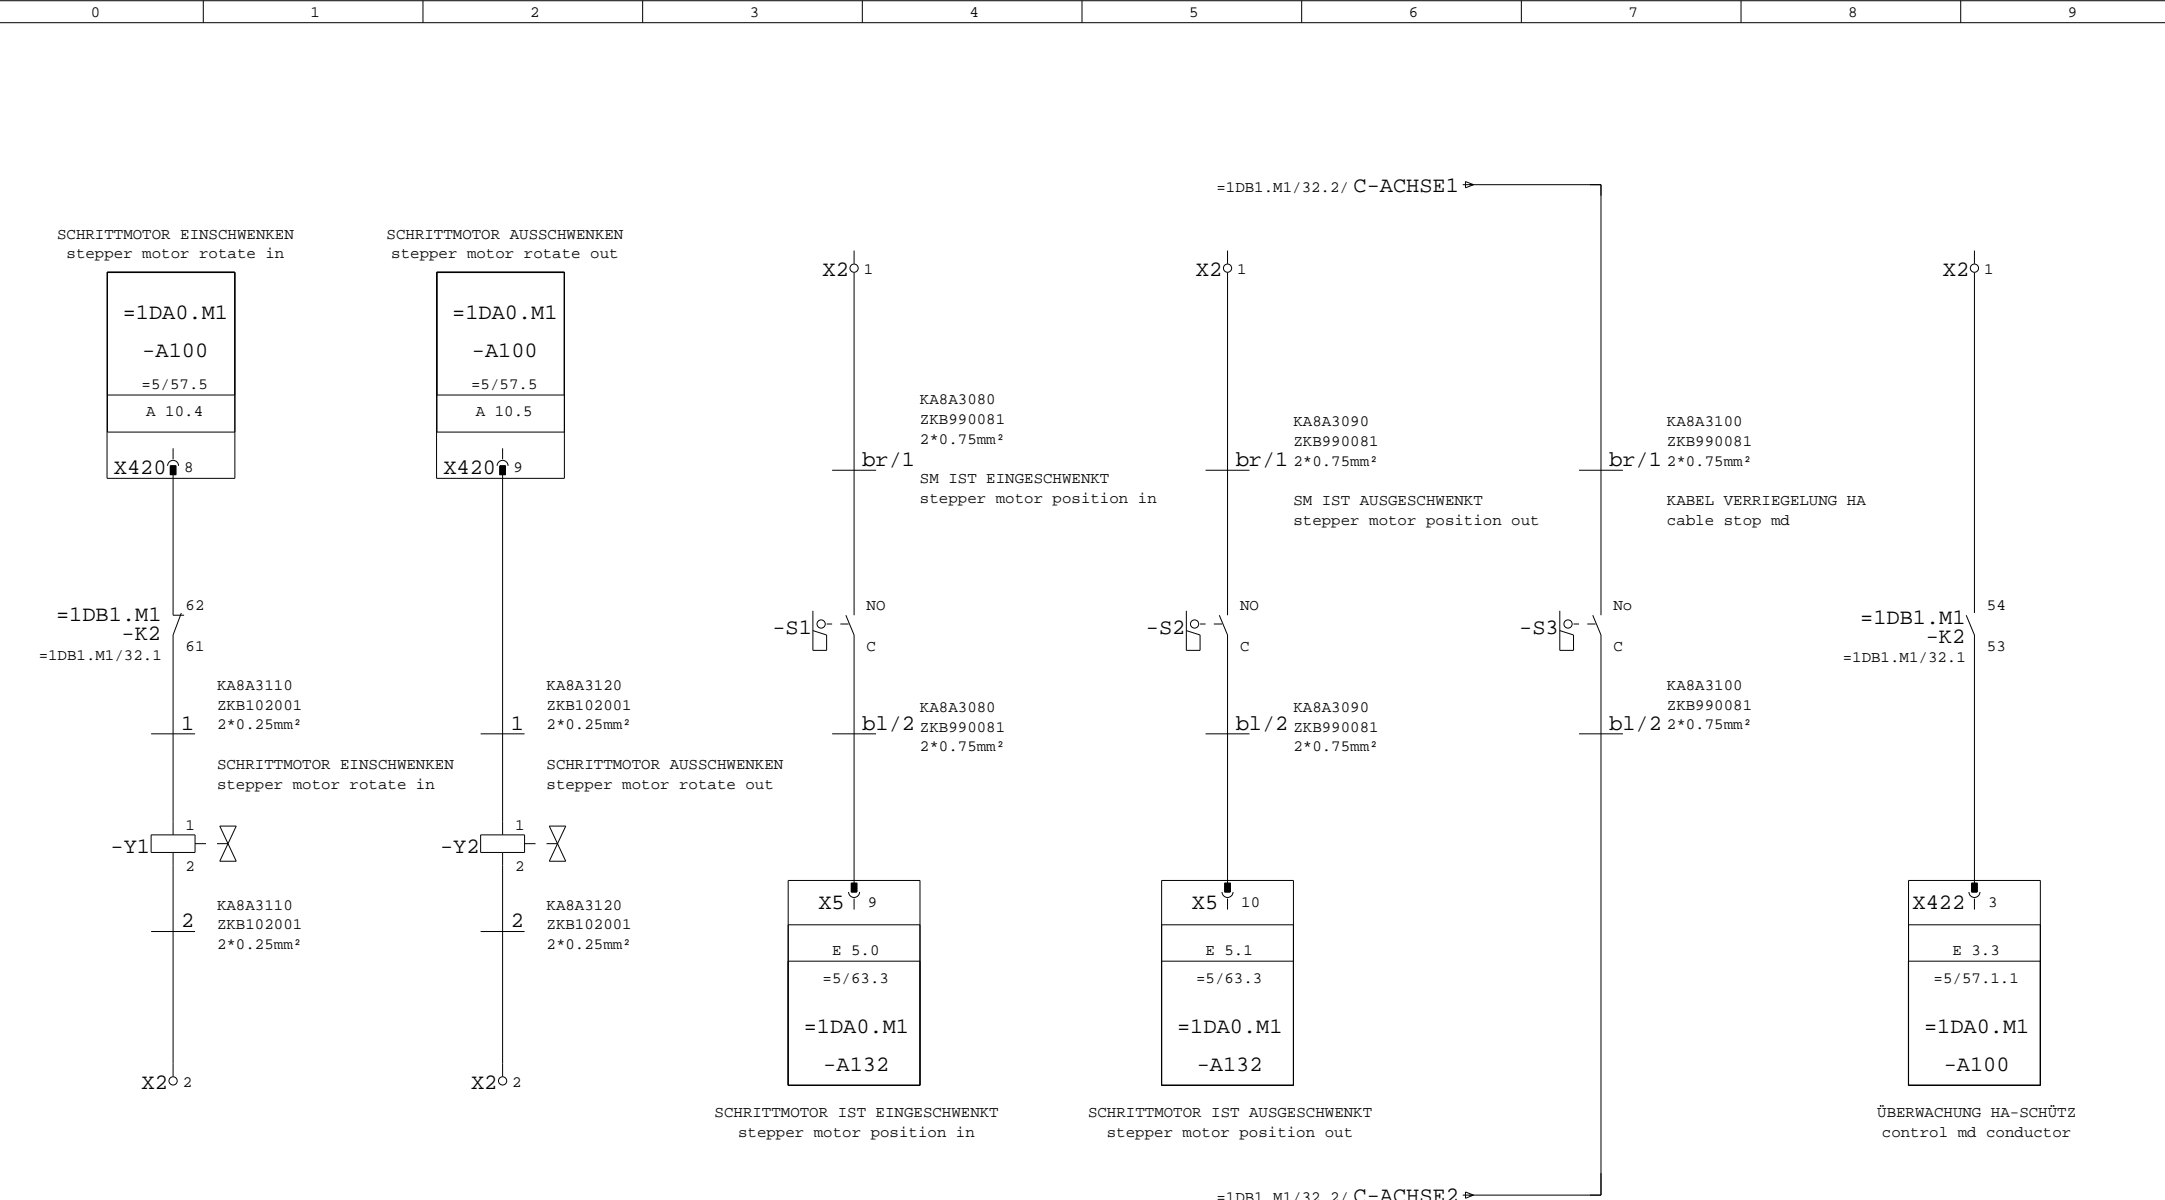 0 1 2 3 4 5 6 7 8 9
=1DB1.M1/32.2/ C-ACHSE1
SCHRITTMOTOR EINSCHWENKEN
stepper motor rotate in
=1DA0.M1
-A100
=5/57.5
A 10.4
X420 8
=1DB1.M1
-K2
=1DB1.M1/32.1
62
61
KA8A3110
ZKB102001
2*0.25mm²
1
SCHRITTMOTOR EINSCHWENKEN
stepper motor rotate in
-Y1
1
2
KA8A3110
ZKB102001
2*0.25mm²
2
X2 2
SCHRITTMOTOR AUSSCHWENKEN
stepper motor rotate out
=1DA0.M1
-A100
=5/57.5
A 10.5
X420 9
KA8A3120
ZKB102001
2*0.25mm²
1
SCHRITTMOTOR AUSSCHWENKEN
stepper motor rotate out
-Y2
1
2
KA8A3120
ZKB102001
2*0.25mm²
2
X2 2
X2 1
KA8A3080
ZKB990081
2*0.75mm²
br/1
SM IST EINGESCHWENKT
stepper motor position in
-S1
NO
C
KA8A3080
bl/2 ZKB990081
2*0.75mm²
X5 9
E 5.0
=5/63.3
=1DA0.M1
-A132
SCHRITTMOTOR IST EINGESCHWENKT
stepper motor position in
X2 1
KA8A3090
ZKB990081
br/1 2*0.75mm²
SM IST AUSGESCHWENKT
stepper motor position out
-S2
NO
C
KA8A3090
bl/2 ZKB990081
2*0.75mm²
X5 10
E 5.1
=5/63.3
=1DA0.M1
-A132
SCHRITTMOTOR IST AUSGESCHWENKT
stepper motor position out
KA8A3100
ZKB990081
br/1 2*0.75mm²
KABEL VERRIEGELUNG HA
cable stop md
-S3
No
C
KA8A3100
ZKB990081
bl/2 2*0.75mm²
X2 1
=1DB1.M1
-K2
=1DB1.M1/32.1
54
53
X422 3
E 3.3
=5/57.1.1
=1DA0.M1
-A100
ÜBERWACHUNG HA-SCHÜTZ
control md conductor
=1DB1.M1/32.2/ C-ACHSE2